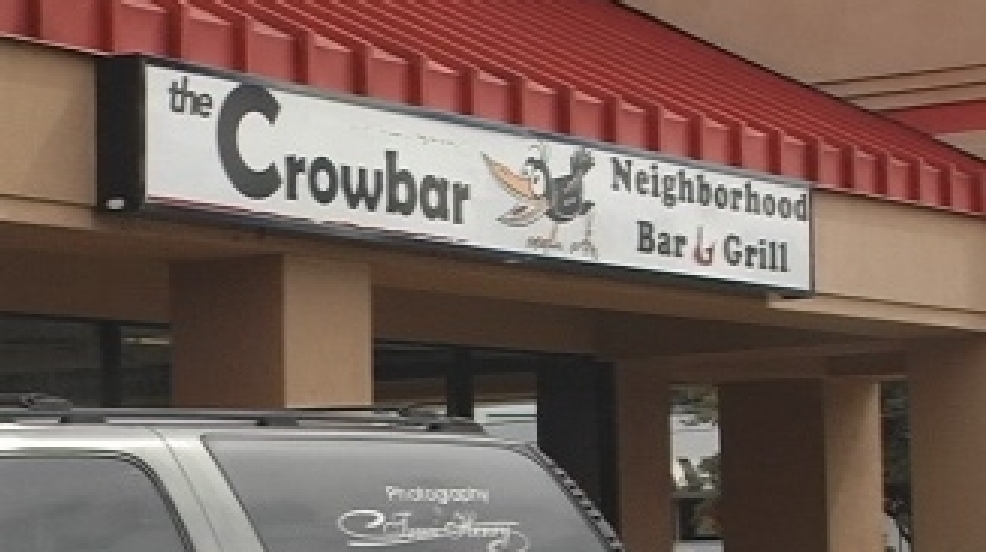 the
Crowbar
Neighborhood
Bar & Grill
Photography